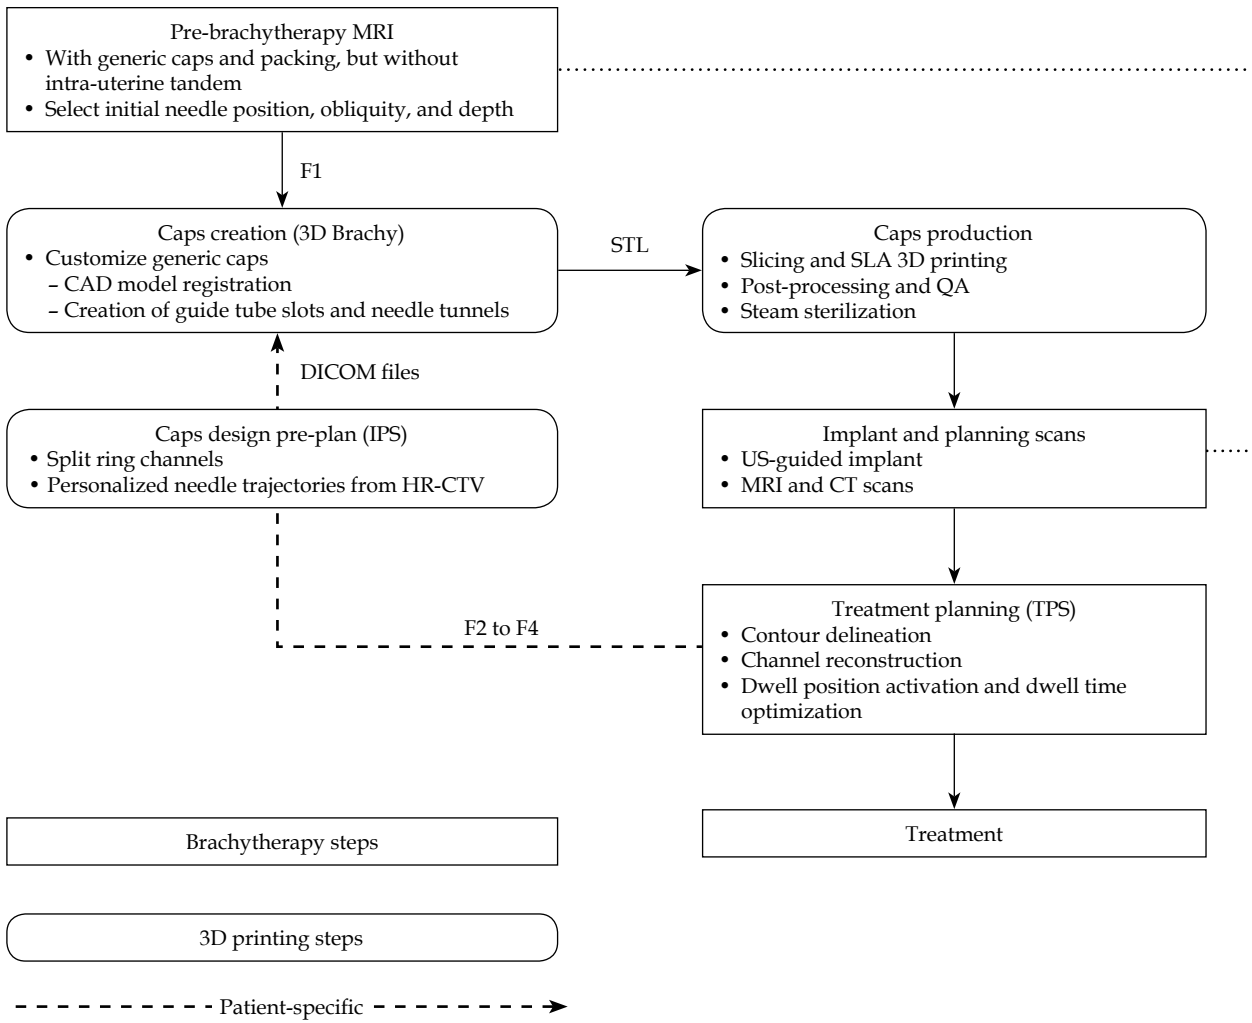 Pre-brachytherapy MRI
• With generic caps and packing, but without
intra-uterine tandem
• Select initial needle position, obliquity, and depth
F1
Caps creation (3D Brachy)
• Customize generic caps
– CAD model registration
– Creation of guide tube slots and needle tunnels
STL
Caps production
• Slicing and SLA 3D printing
• Post-processing and QA
• Steam sterilization
DICOM files
Caps design pre-plan (IPS)
• Split ring channels
• Personalized needle trajectories from HR-CTV
Implant and planning scans
• US-guided implant
• MRI and CT scans
F2 to F4
Treatment planning (TPS)
• Contour delineation
• Channel reconstruction
• Dwell position activation and dwell time
optimization
Treatment
Brachytherapy steps
3D printing steps
Patient-specific